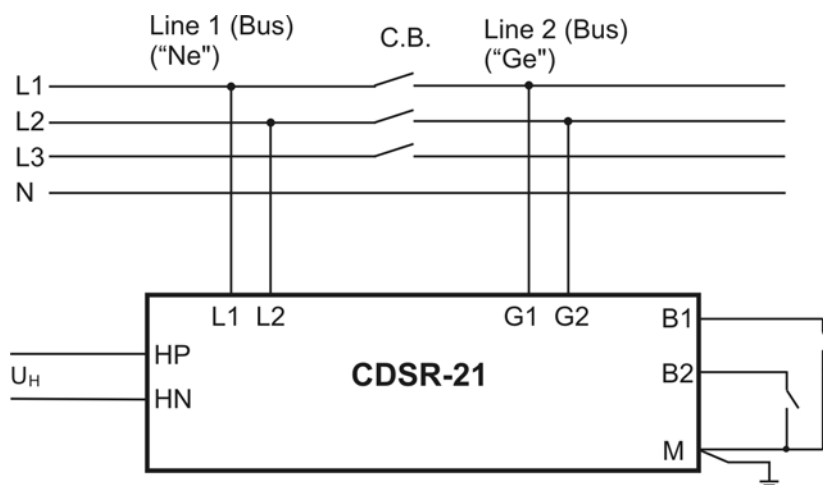 Line 1 (Bus)
("Ne")
C.B.
Line 2 (Bus)
("Ge")
L1
L2
L3
N
L1 L2 G1 G2 B1
HP
UH
HN
CDSR-21
B2
M